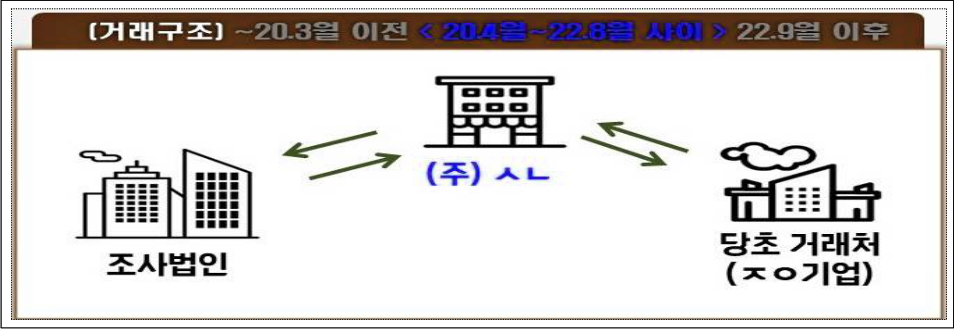 (거래구조) ~20.3월 이전 < 20.4월~22.8월 사이 > 22.9월 이후
(주) ㅅㄴ
조사법인
당초 거래처
(ㅈㅇ기업)